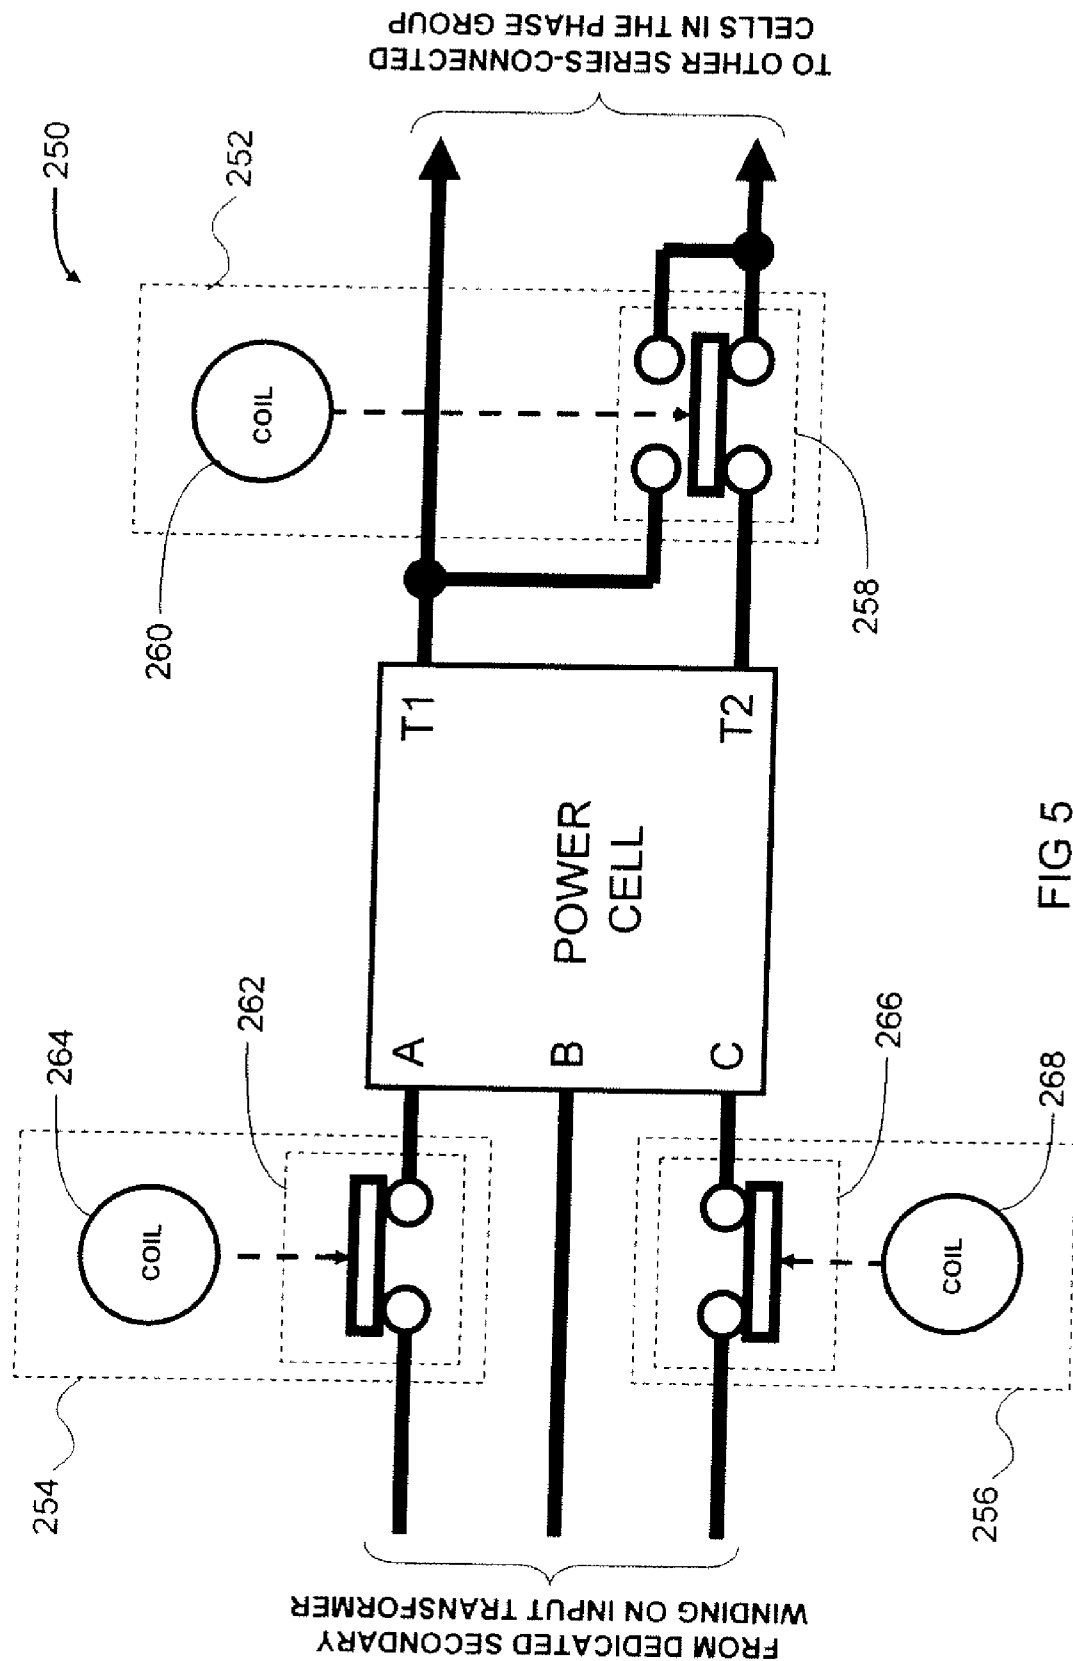 FROM DEDICATED SECONDARY
WINDING ON INPUT TRANSFORMER
254
264
COIL
262
A
B
C
POWER
CELL
T1
T2
260
COIL
252
250
258
TO OTHER SERIES-CONNECTED
CELLS IN THE PHASE GROUP
256
266
268
COIL
FIG 5